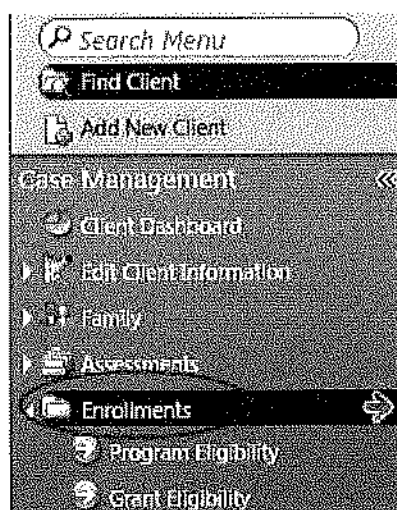 Search Menu
Find Client
Add New Client
Case Management
Client Dashboard
Edit Client Information
Family
Assessments
Enrollments
Program Eligibility
Grant Eligibility